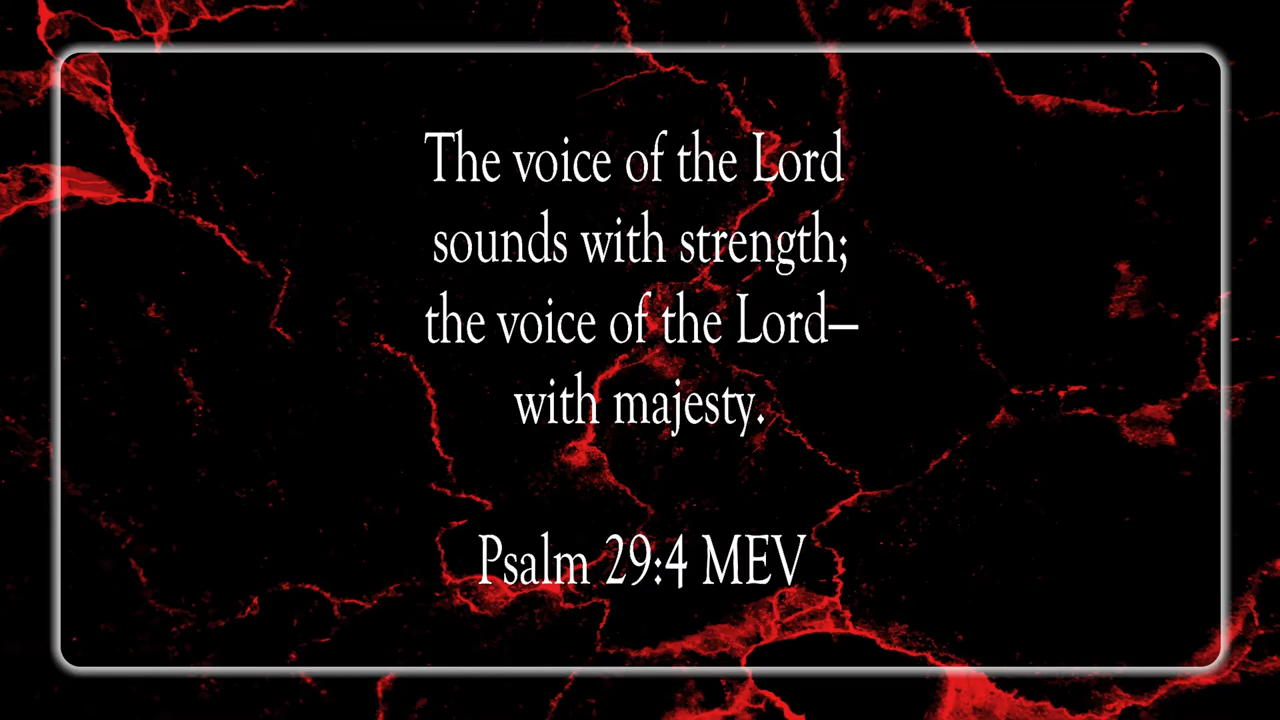 The voice of the Lord
sounds with strength;
the voice of the Lord—
with majesty.
Psalm 29:4 MEV